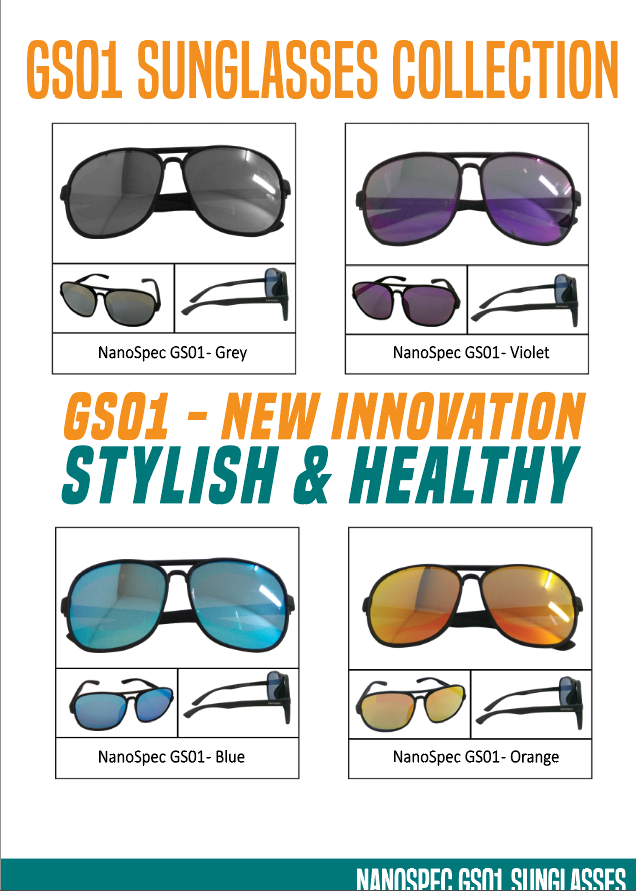 GS01 SUNGLASSES COLLECTION
NanoSpec GS01- Grey
NanoSpec GS01- Violet
GS01 - NEW INNOVATION
STYLISH & HEALTHY
NanoSpec GS01- Blue
NanoSpec GS01- Orange
NANOSPEC GS01 SUNGLASSES